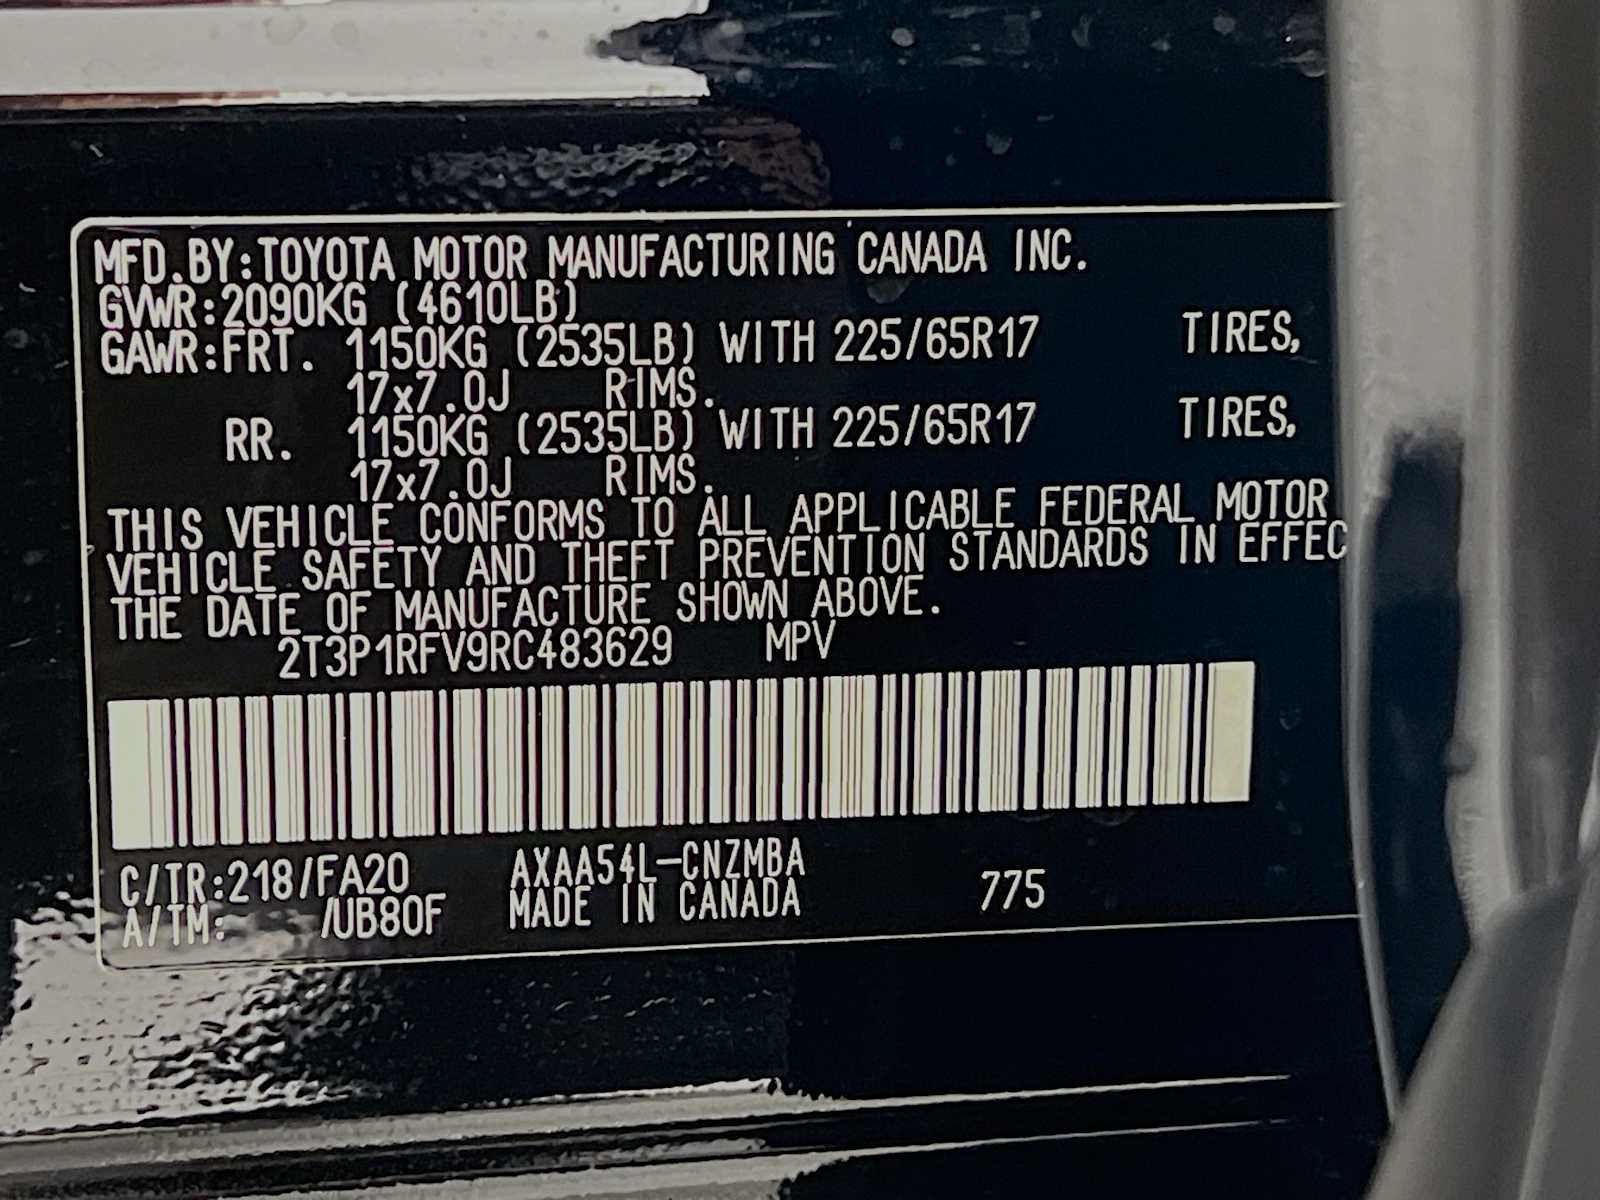 MFD.BY:TOYOTA MOTOR MANUFACTURING CANADA INC.
GVWR:2090KG (4610LB)
GAWR:FRT. 1150KG (2535LB) WITH 225/65R17 TIRES,
17x7.0J RIMS.
RR. 1150KG (2535LB) WITH 225/65R17 TIRES,
17x7.0J RIMS.
THIS VEHICLE CONFORMS TO ALL APPLICABLE FEDERAL MOTOR
VEHICLE SAFETY AND THEFT PREVENTION STANDARDS IN EFFEC
THE DATE OF MANUFACTURE SHOWN ABOVE.
2T3P1RFV9RC483629 MPV
C/TR:218/FA20 AXAA54L-CNZMBA
A/TM: /UB80F MADE IN CANADA 775